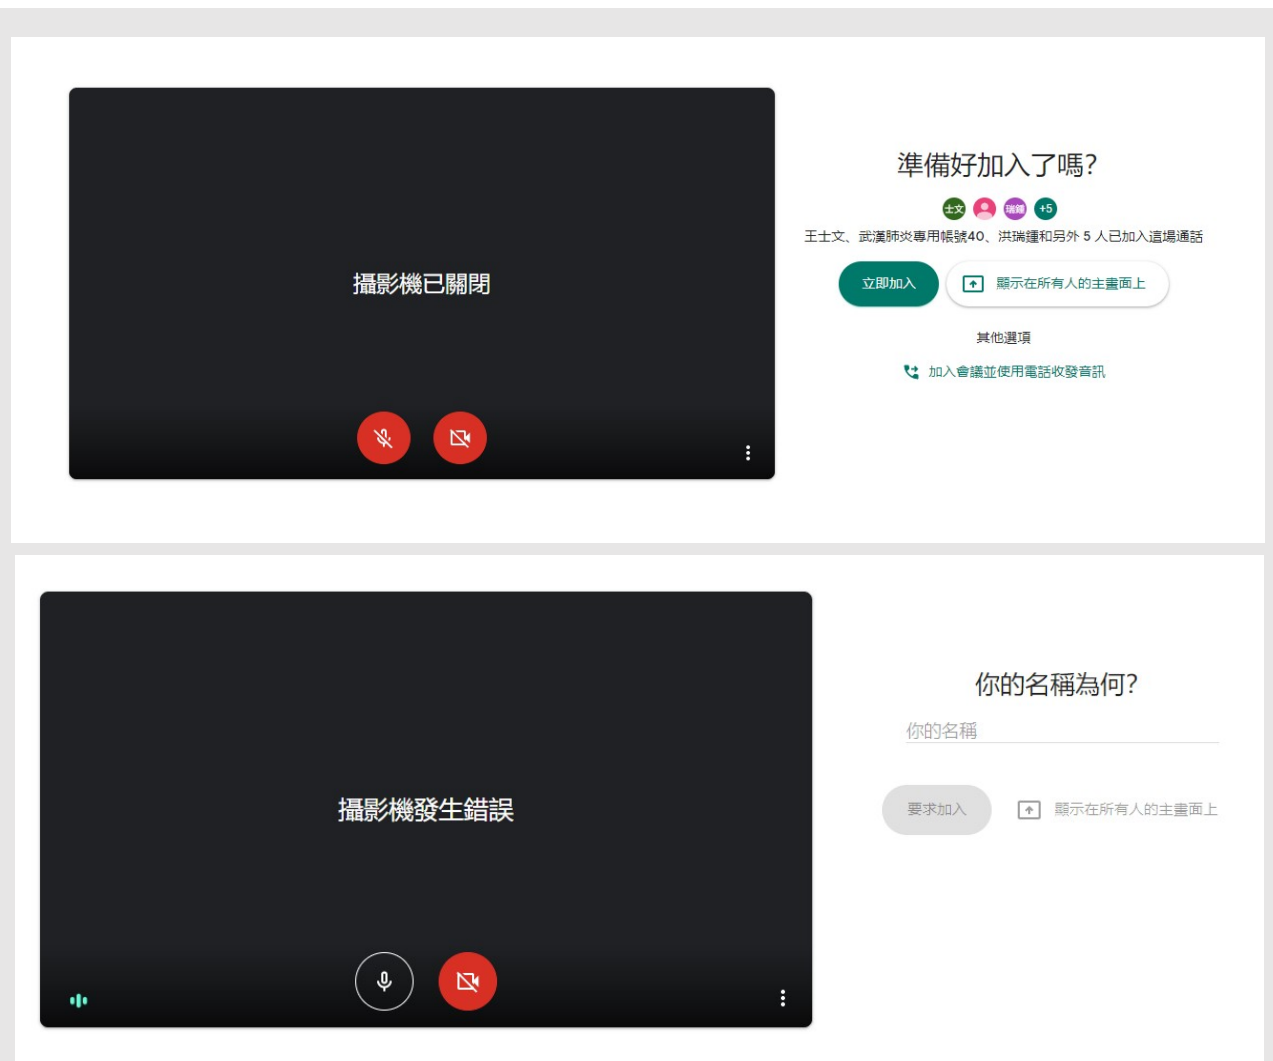 準備好加入了嗎?
士文 瑞鍾 +5
王士文、武漢肺炎專用帳號40、洪瑞鍾和另外 5 人已加入這場通話
攝影機已關閉
立即加入
顯示在所有人的主畫面上
其他選項
加入會議並使用電話收發音訊
你的名稱為何?
你的名稱
攝影機發生錯誤
要求加入
顯示在所有人的主畫面上